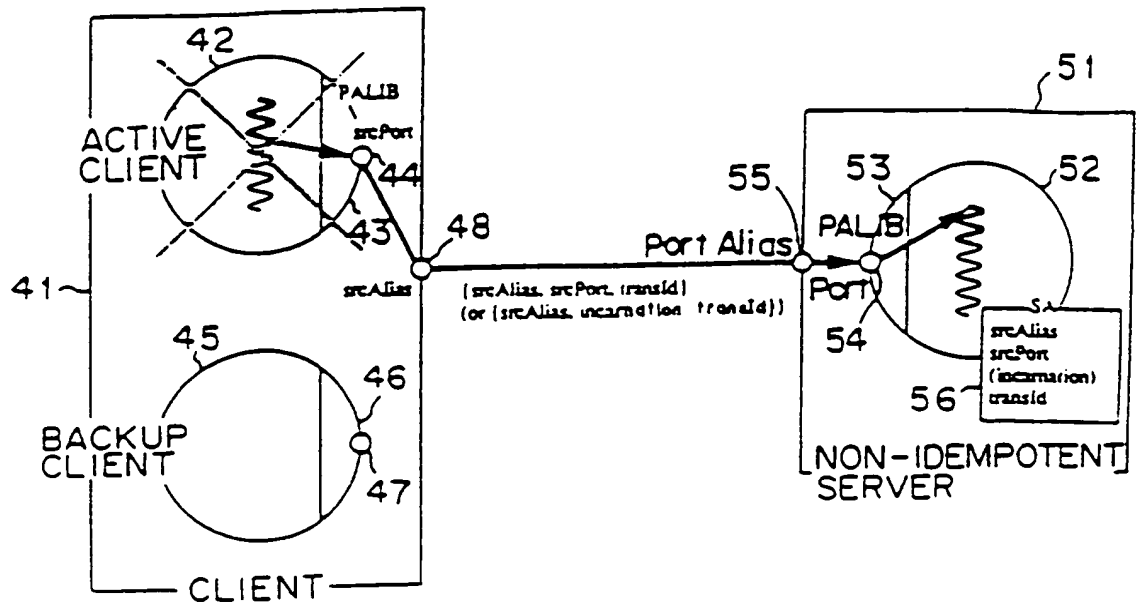 42
PALIB
srcPort
ACTIVE
CLIENT
44
43
48
srcAlias
41
45
46
BACKUP
CLIENT
47
CLIENT
Port Alias
(srcAlias, srcPort, transId)
(or (srcAlias, incarnation transId))
51
55
53
52
PALIB
Port
54
srcAlias
srcPort
(incarnation)
transId
56
NON-IDEMPOTENT
SERVER